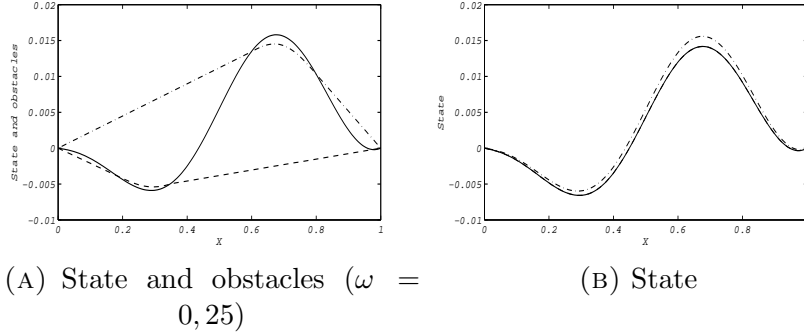 0.02
0.015
0.01
0.005
0
-0.005
-0.01
State and obstacles
0 0.2 0.4 0.6 0.8 1
X
0.02
0.015
0.01
0.005
0
-0.005
-0.01
State
0 0.2 0.4 0.6 0.8
X
(A) State and obstacles (ω =
0, 25)
(B) State